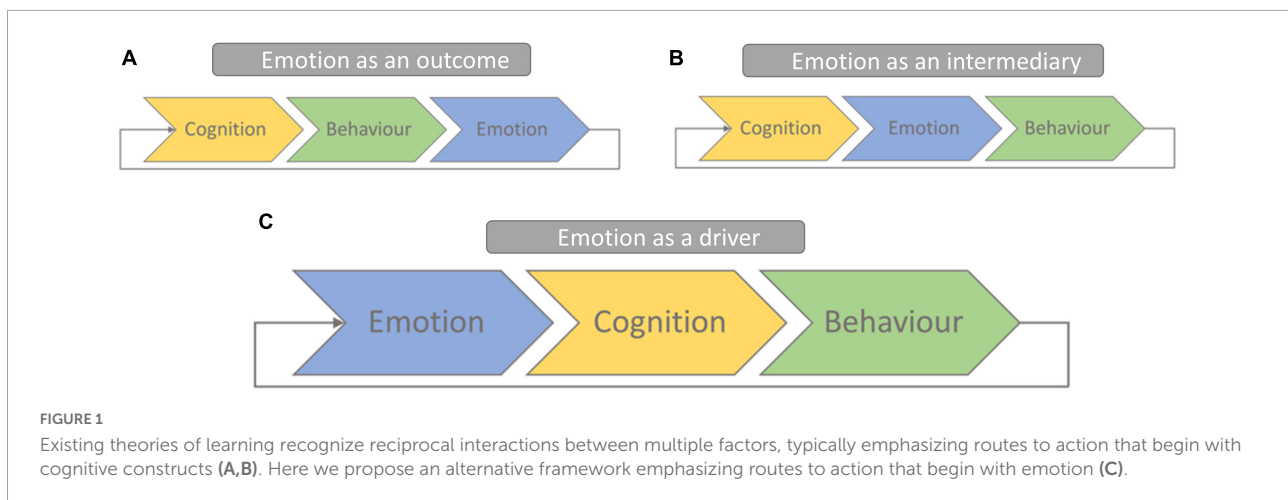 A
Emotion as an outcome
Cognition
Behaviour
Emotion
B
Emotion as an intermediary
Cognition
Emotion
Behaviour
C
Emotion as a driver
Emotion
Cognition
Behaviour
FIGURE 1
Existing theories of learning recognize reciprocal interactions between multiple factors, typically emphasizing routes to action that begin with
cognitive constructs (A,B). Here we propose an alternative framework emphasizing routes to action that begin with emotion (C).